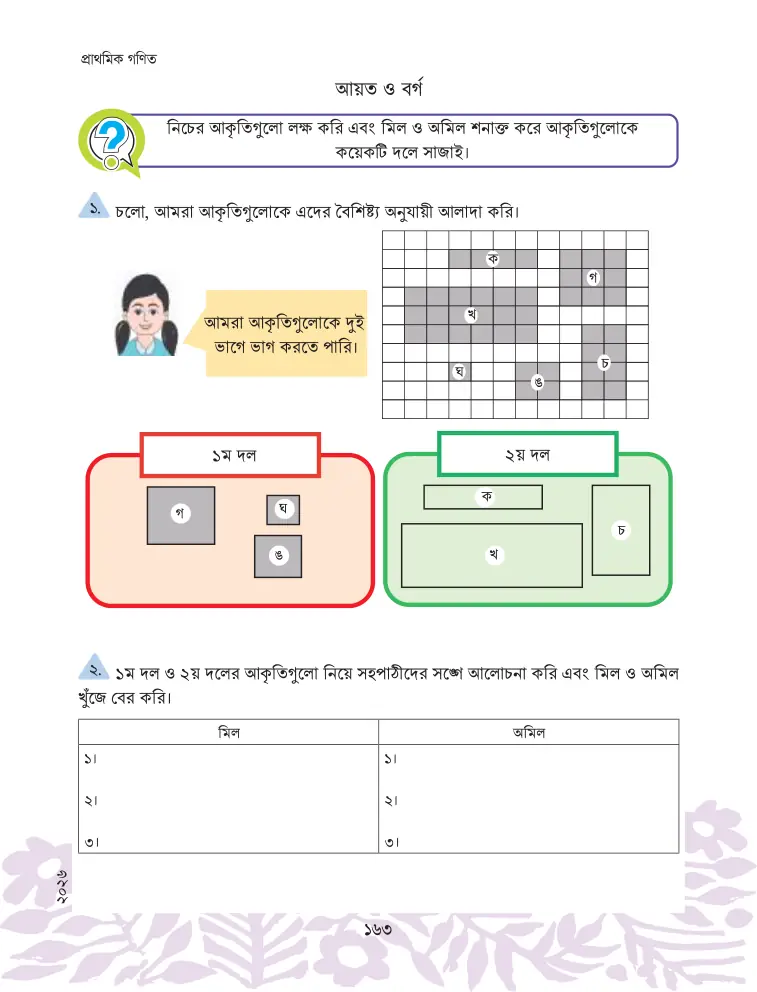 প্রাথমিক গণিত
আয়ত ও বর্গ
নিচের আকৃতিগুলো লক্ষ করি এবং মিল ও অমিল শনাক্ত করে আকৃতিগুলোকে
কয়েকটি দলে সাজাই।
১. চলো, আমরা আকৃতিগুলোকে এদের বৈশিষ্ট্য অনুযায়ী আলাদা করি।
ক
গ
আমরা আকৃতিগুলোকে দুই
ভাগে ভাগ করতে পারি।
খ
চ
ঘ
ঙ
১ম দল
গ
ঘ
ঙ
২য় দল
ক
চ
খ
২. ১ম দল ও ২য় দলের আকৃতিগুলো নিয়ে সহপাঠীদের সঙ্গে আলোচনা করি এবং মিল ও অমিল
খুঁজে বের করি।
মিল
অমিল
১।
১।
২।
২।
৩।
৩।
২০২৬
১৬৩